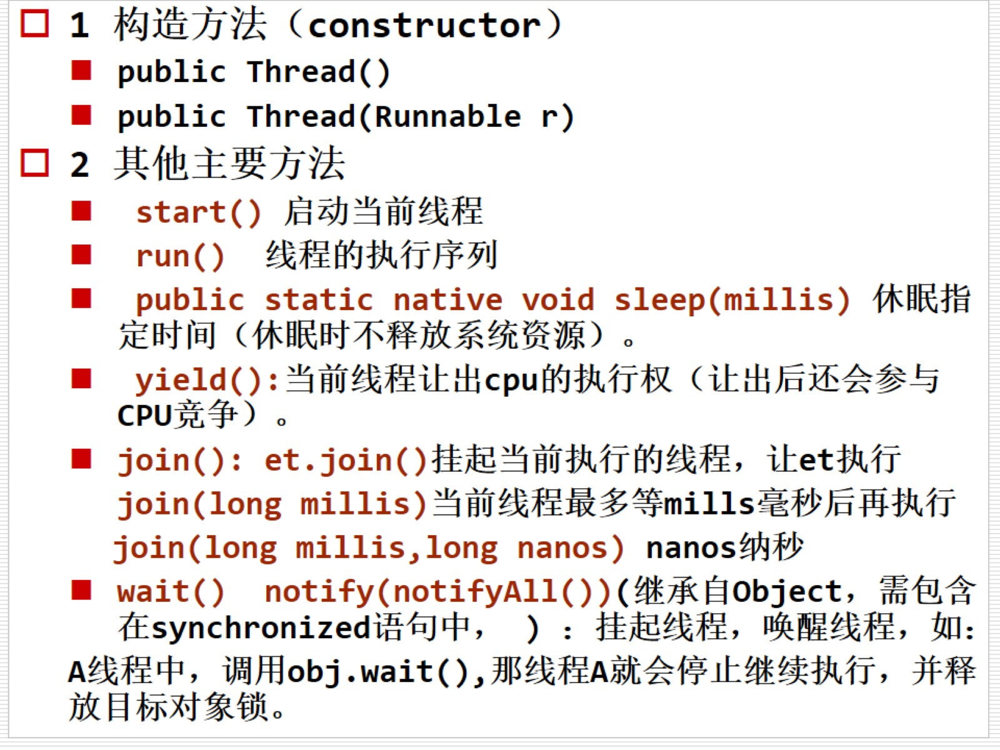 1 构造方法（constructor）
public Thread()
public Thread(Runnable r)
2 其他主要方法
start() 启动当前线程
run() 线程的执行序列
public static native void sleep(millis) 休眠指
定时间（休眠时不释放系统资源）。
yield():当前线程让出cpu的执行权（让出后还会参与
CPU竞争）。
join(): et.join()挂起当前执行的线程，让et执行
join(long millis)当前线程最多等mills毫秒后再执行
join(long millis,long nanos) nanos纳秒
wait() notify(notifyAll())(继承自Object，需包含
在synchronized语句中， ) ：挂起线程，唤醒线程，如：
A线程中，调用obj.wait(),那线程A就会停止继续执行，并释
放目标对象锁。